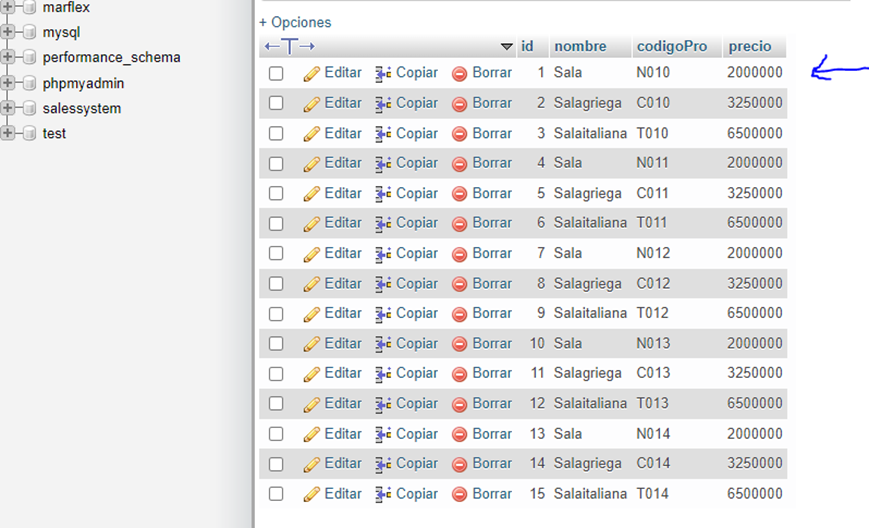 marflex
mysql
performance_schema
phpmyadmin
salessystem
test
+ Opciones
id nombre codigoPro precio
Editar Copiar Borrar 1 Sala N010 2000000
Editar Copiar Borrar 2 Salagriega C010 3250000
Editar Copiar Borrar 3 Salaitaliana T010 6500000
Editar Copiar Borrar 4 Sala N011 2000000
Editar Copiar Borrar 5 Salagriega C011 3250000
Editar Copiar Borrar 6 Salaitaliana T011 6500000
Editar Copiar Borrar 7 Sala N012 2000000
Editar Copiar Borrar 8 Salagriega C012 3250000
Editar Copiar Borrar 9 Salaitaliana T012 6500000
Editar Copiar Borrar 10 Sala N013 2000000
Editar Copiar Borrar 11 Salagriega C013 3250000
Editar Copiar Borrar 12 Salaitaliana T013 6500000
Editar Copiar Borrar 13 Sala N014 2000000
Editar Copiar Borrar 14 Salagriega C014 3250000
Editar Copiar Borrar 15 Salaitaliana T014 6500000